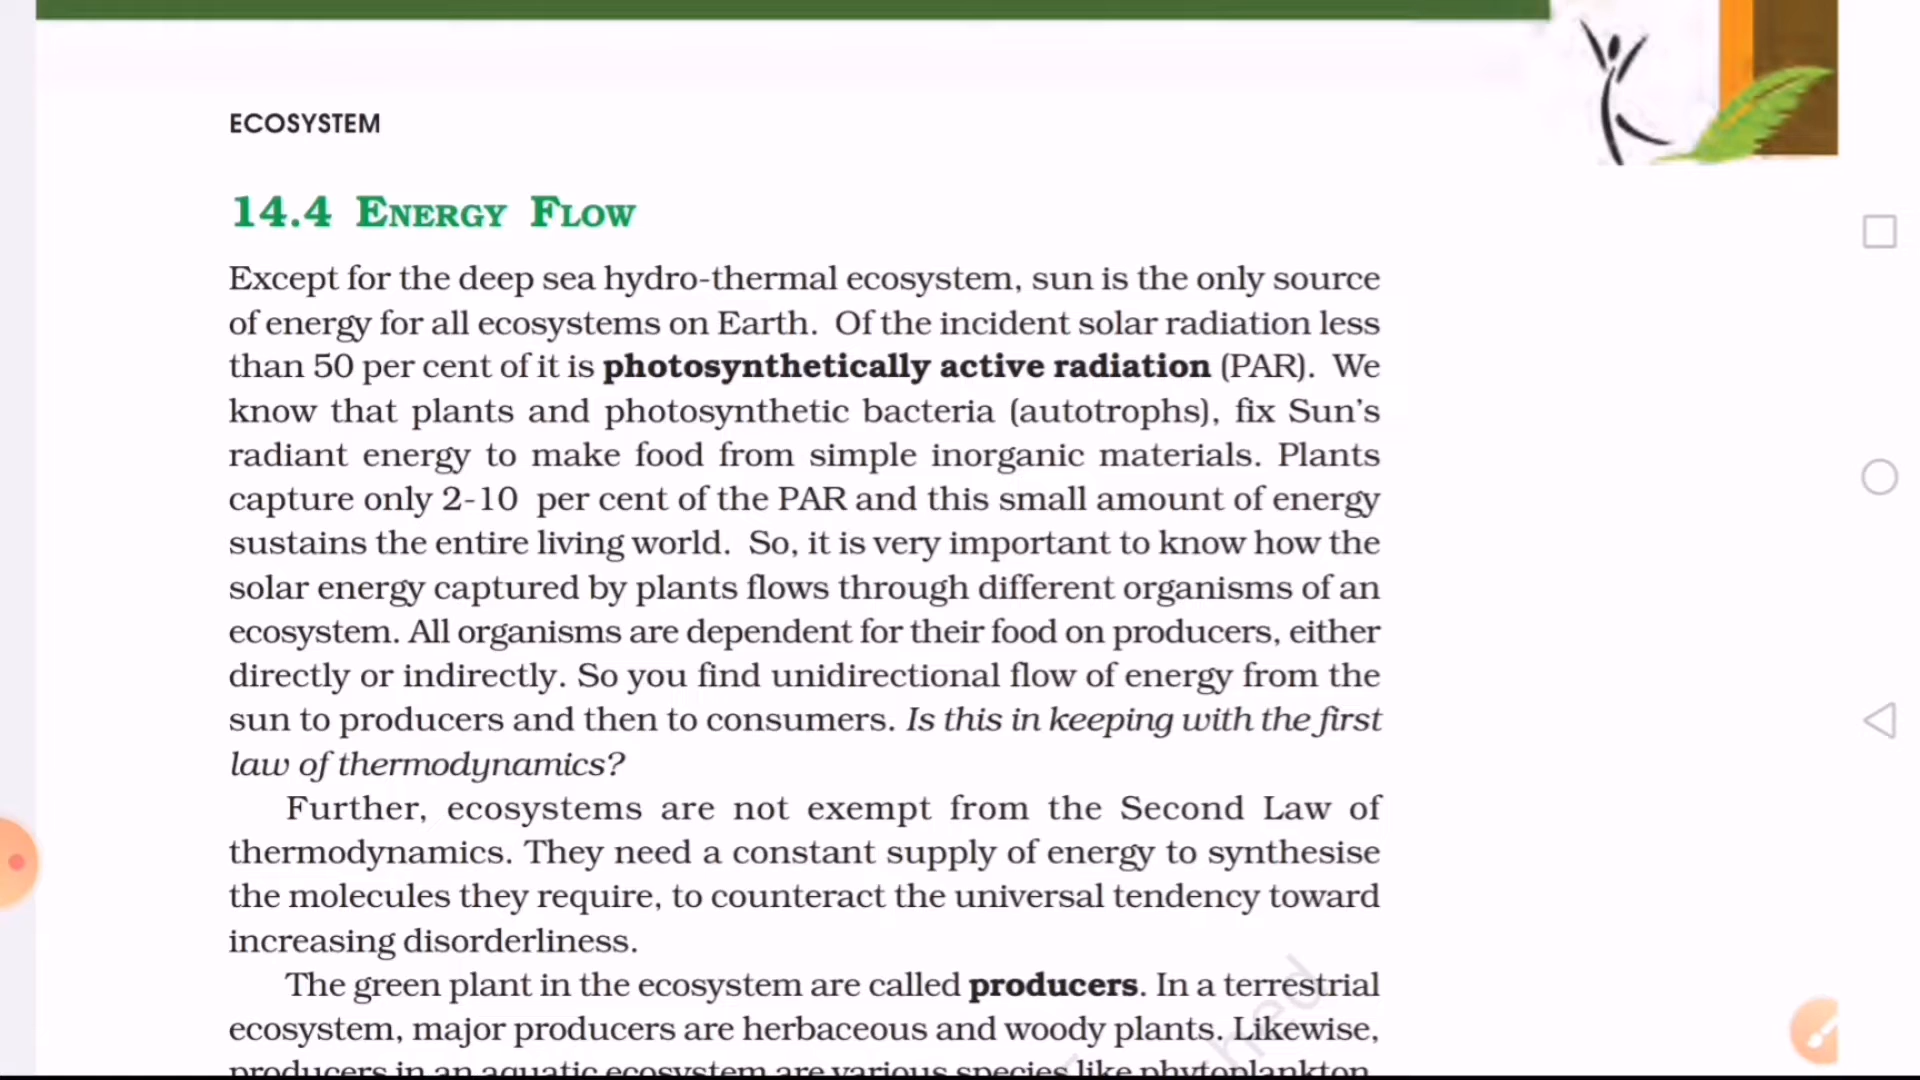 ECOSYSTEM
14.4 ENERGY FLOW
Except for the deep sea hydro-thermal ecosystem, sun is the only source
of energy for all ecosystems on Earth. Of the incident solar radiation less
than 50 per cent of it is photosynthetically active radiation (PAR). We
know that plants and photosynthetic bacteria (autotrophs), fix Sun's
radiant energy to make food from simple inorganic materials. Plants
capture only 2-10 per cent of the PAR and this small amount of energy
sustains the entire living world. So, it is very important to know how the
solar energy captured by plants flows through different organisms of an
ecosystem. All organisms are dependent for their food on producers, either
directly or indirectly. So you find unidirectional flow of energy from the
sun to producers and then to consumers. Is this in keeping with the first
law of thermodynamics?
Further, ecosystems are not exempt from the Second Law of
thermodynamics. They need a constant supply of energy to synthesise
the molecules they require, to counteract the universal tendency toward
increasing disorderliness.
The green plant in the ecosystem are called producers. In a terrestrial
ecosystem, major producers are herbaceous and woody plants. Likewise,
producers in an aquatic ecosystem are various species like phytoplankton,